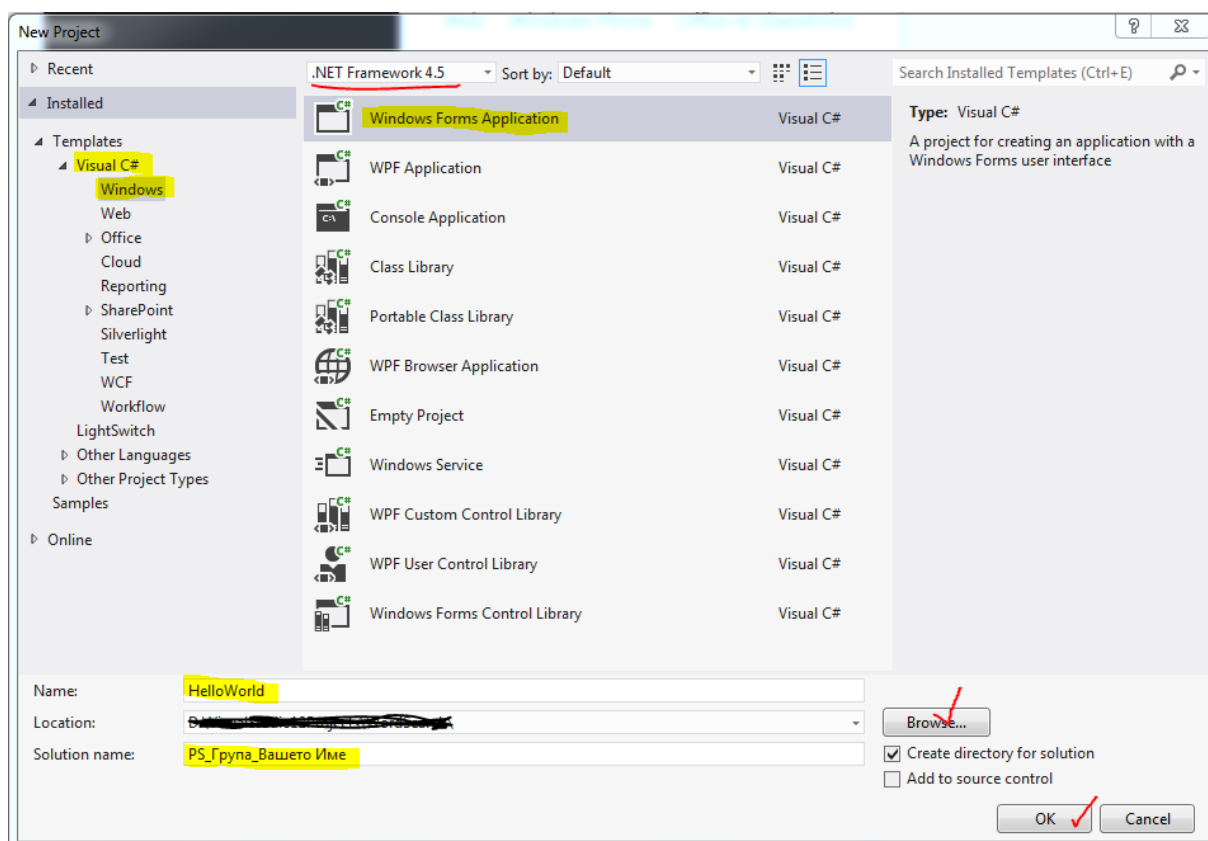 New Project
Recent
.NET Framework 4.5
Sort by: Default
Search Installed Templates (Ctrl+E)
Installed
Templates
Visual C#
Windows
Web
Office
Cloud
Reporting
SharePoint
Silverlight
Test
WCF
Workflow
LightSwitch
Other Languages
Other Project Types
Samples
Online
Windows Forms Application Visual C#
WPF Application Visual C#
Console Application Visual C#
Class Library Visual C#
Portable Class Library Visual C#
WPF Browser Application Visual C#
Empty Project Visual C#
Windows Service Visual C#
WPF Custom Control Library Visual C#
WPF User Control Library Visual C#
Windows Forms Control Library Visual C#
Type: Visual C#
A project for creating an application with a
Windows Forms user interface
Name: HelloWorld
Location:
Browse...
Solution name: PS_Група_Вашето Име
Create directory for solution
Add to source control
OK
Cancel